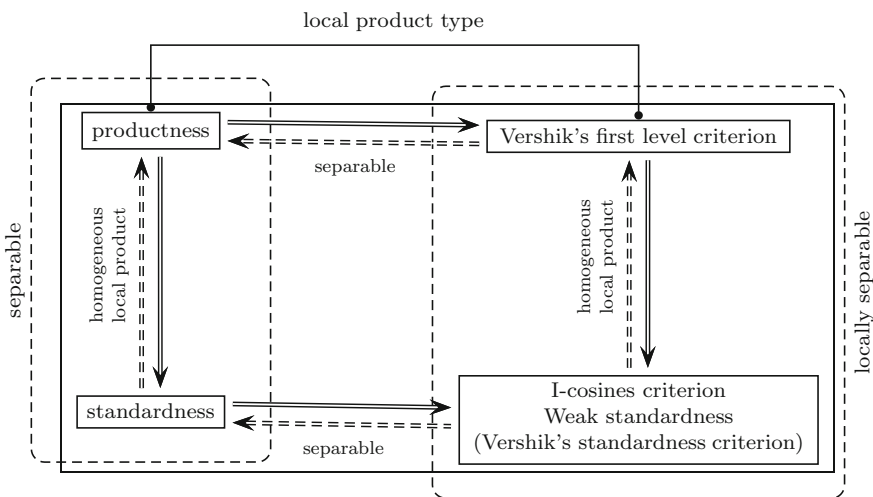 local product type
productness
Vershik's first level criterion
separable
separable
homogeneous
local product
homogeneous
local product
locally separable
standardness
I-cosines criterion
Weak standardness
(Vershik's standardness criterion)
separable